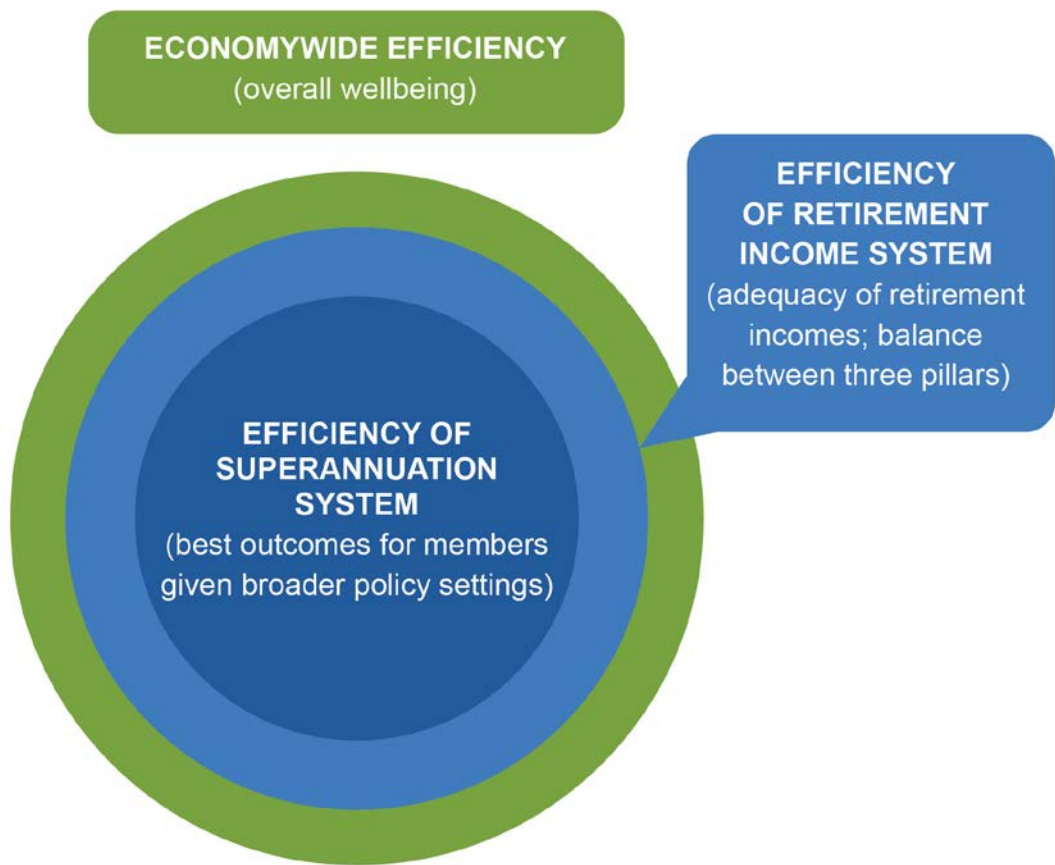 ECONOMYWIDE EFFICIENCY
(overall wellbeing)
EFFICIENCY
OF RETIREMENT
INCOME SYSTEM
(adequacy of retirement
incomes; balance
between three pillars)
EFFICIENCY OF
SUPERANNUATION
SYSTEM
(best outcomes for members
given broader policy settings)